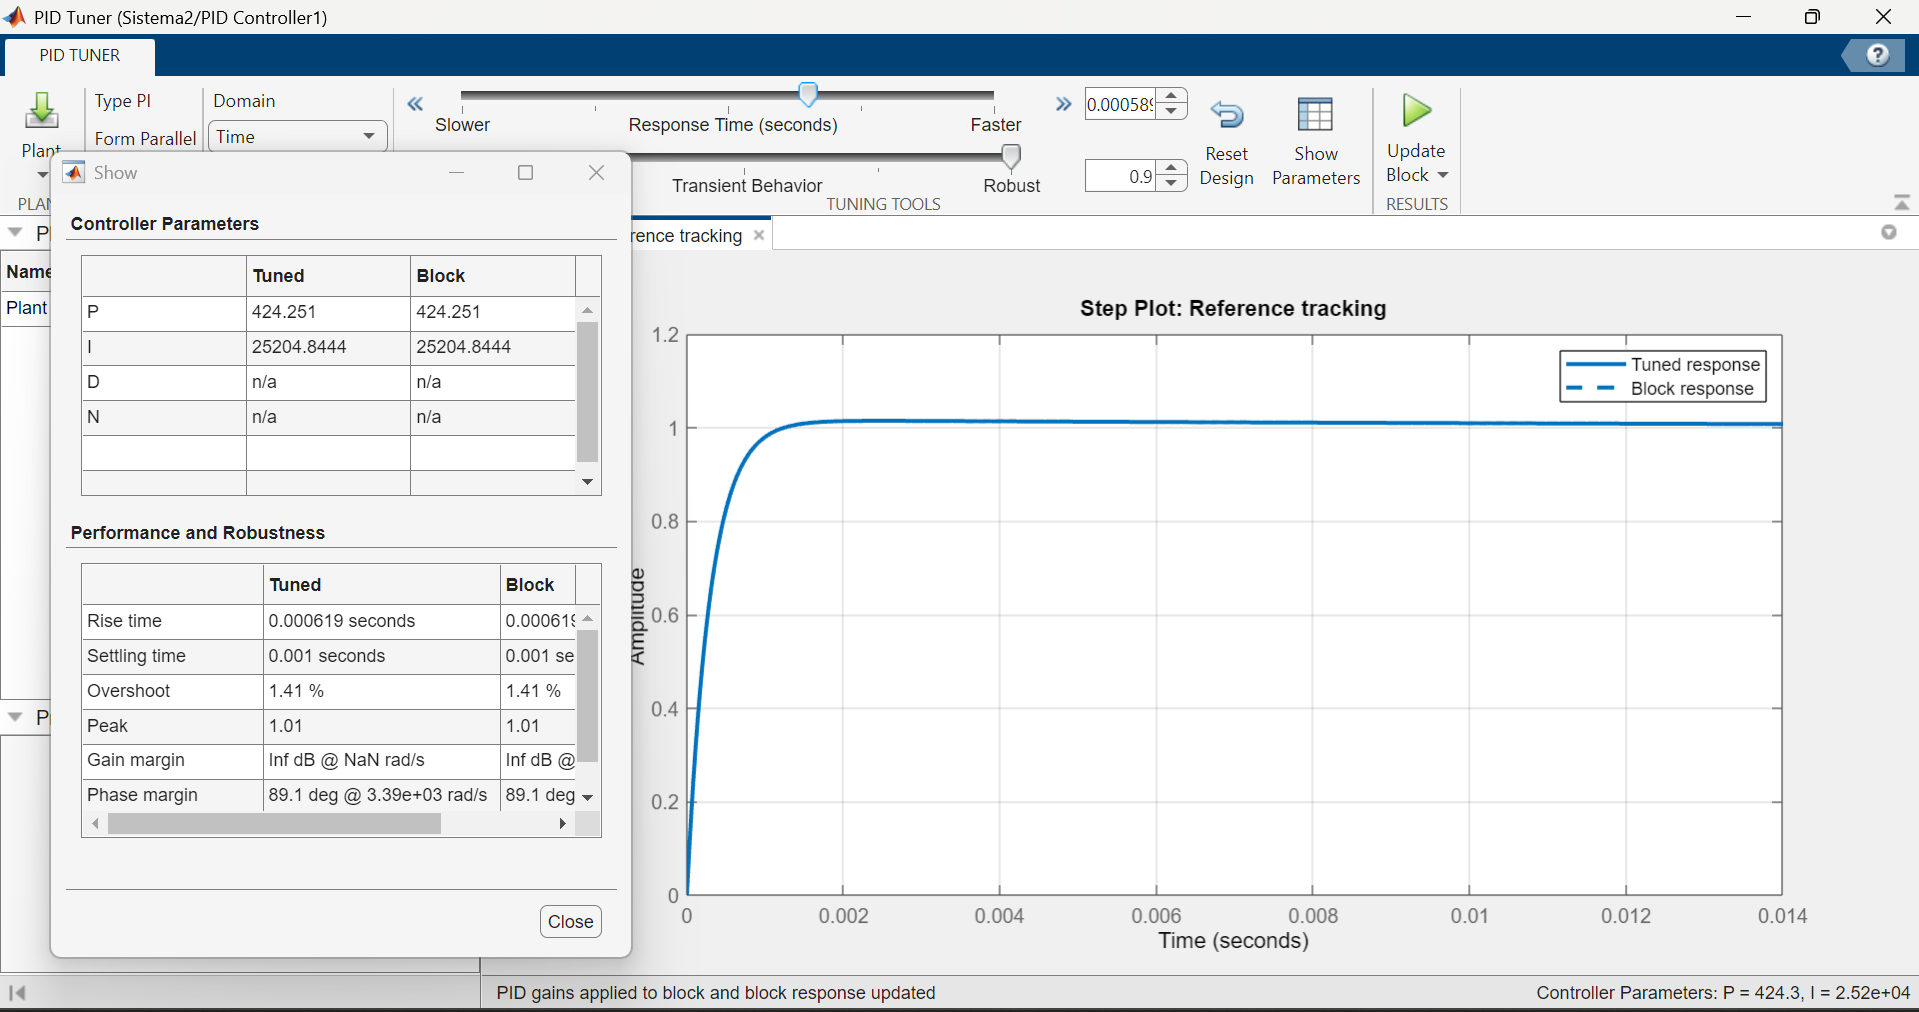 PID Tuner (Sistema2/PID Controller1)
PID TUNER
Plant
Type PI
Form Parallel
Domain
Time
Slower
Response Time (seconds)
Faster
0.000589
Transient Behavior
Robust
0.9
Reset
Design
Show
Parameters
Update
Block
TUNING TOOLS
RESULTS
Show
Controller Parameters
Tuned Block
P 424.251 424.251
I 25204.8444 25204.8444
D n/a n/a
N n/a n/a
Performance and Robustness
Tuned Block
Rise time 0.000619 seconds 0.000619
Settling time 0.001 seconds 0.001 se
Overshoot 1.41 % 1.41 %
Peak 1.01 1.01
Gain margin Inf dB @ NaN rad/s Inf dB @
Phase margin 89.1 deg @ 3.39e+03 rad/s 89.1 deg
Close
Name
Plant
rence tracking
Step Plot: Reference tracking
Tuned response
Block response
Amplitude
1.2
1
0.8
0.6
0.4
0.2
0
0 0.002 0.004 0.006 0.008 0.01 0.012 0.014
Time (seconds)
PID gains applied to block and block response updated
Controller Parameters: P = 424.3, I = 2.52e+04